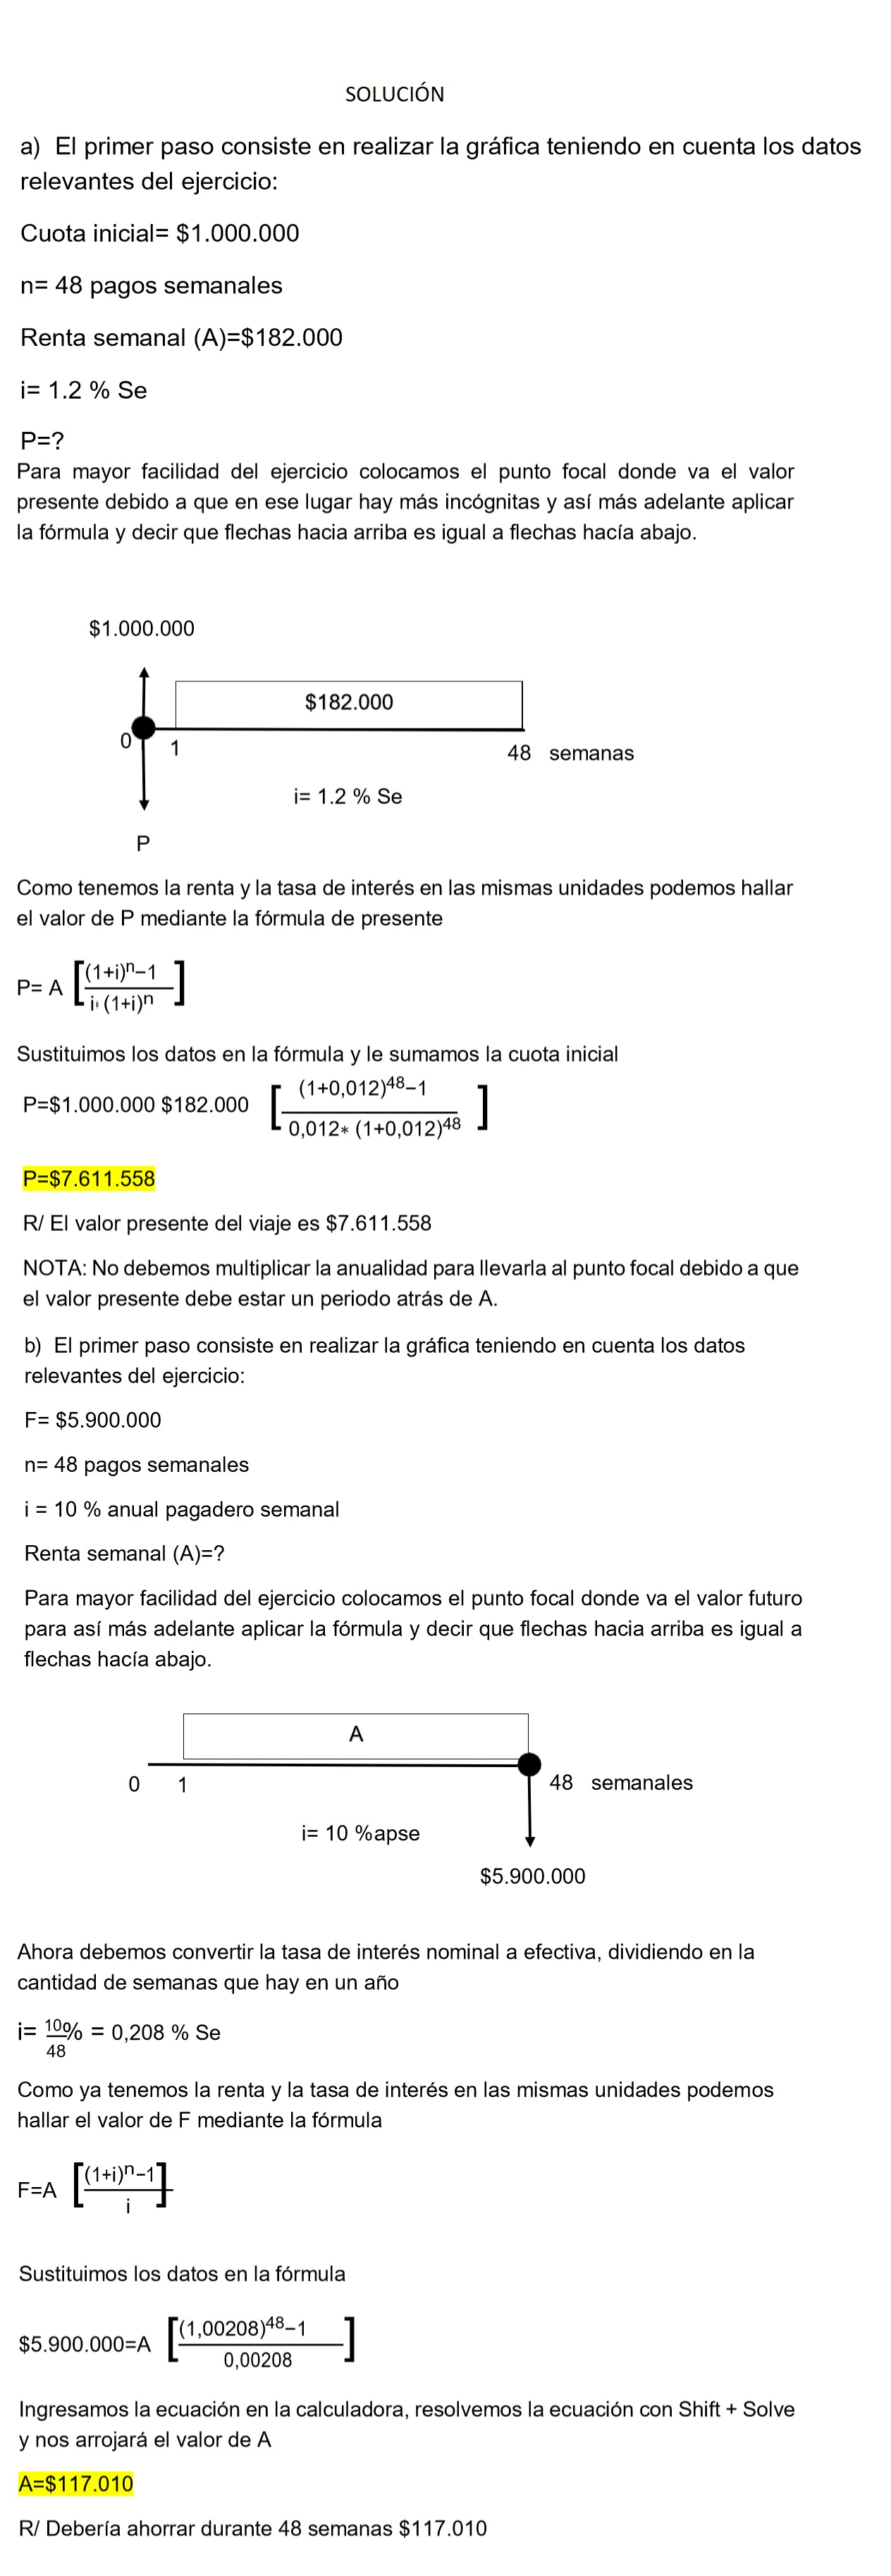 SOLUCIÓN
a) El primer paso consiste en realizar la gráfica teniendo en cuenta los datos
relevantes del ejercicio:
Cuota inicial= $1.000.000
n= 48 pagos semanales
Renta semanal (A)=$182.000
i= 1.2 % Se
P=?
Para mayor facilidad del ejercicio colocamos el punto focal donde va el valor
presente debido a que en ese lugar hay más incógnitas y así más adelante aplicar
la fórmula y decir que flechas hacia arriba es igual a flechas hacía abajo.
$1.000.000
$182.000
0
1
48 semanas
i= 1.2 % Se
P
Como tenemos la renta y la tasa de interés en las mismas unidades podemos hallar
el valor de P mediante la fórmula de presente
P= A [(1+i)^n−1 / i* (1+i)^n]
Sustituimos los datos en la fórmula y le sumamos la cuota inicial
P=$1.000.000 $182.000 [(1+0,012)^48−1 / 0,012* (1+0,012)^48]
P=$7.611.558
R/ El valor presente del viaje es $7.611.558
NOTA: No debemos multiplicar la anualidad para llevarla al punto focal debido a que
el valor presente debe estar un periodo atrás de A.
b) El primer paso consiste en realizar la gráfica teniendo en cuenta los datos
relevantes del ejercicio:
F= $5.900.000
n= 48 pagos semanales
i = 10 % anual pagadero semanal
Renta semanal (A)=?
Para mayor facilidad del ejercicio colocamos el punto focal donde va el valor futuro
para así más adelante aplicar la fórmula y decir que flechas hacia arriba es igual a
flechas hacía abajo.
A
0
1
48 semanales
i= 10 %apse
$5.900.000
Ahora debemos convertir la tasa de interés nominal a efectiva, dividiendo en la
cantidad de semanas que hay en un año
i= 10%/48 = 0,208 % Se
Como ya tenemos la renta y la tasa de interés en las mismas unidades podemos
hallar el valor de F mediante la fórmula
F=A [(1+i)^n−1 / i]
Sustituimos los datos en la fórmula
$5.900.000=A [(1,00208)^48−1 / 0,00208]
Ingresamos la ecuación en la calculadora, resolvemos la ecuación con Shift + Solve
y nos arrojará el valor de A
A=$117.010
R/ Debería ahorrar durante 48 semanas $117.010